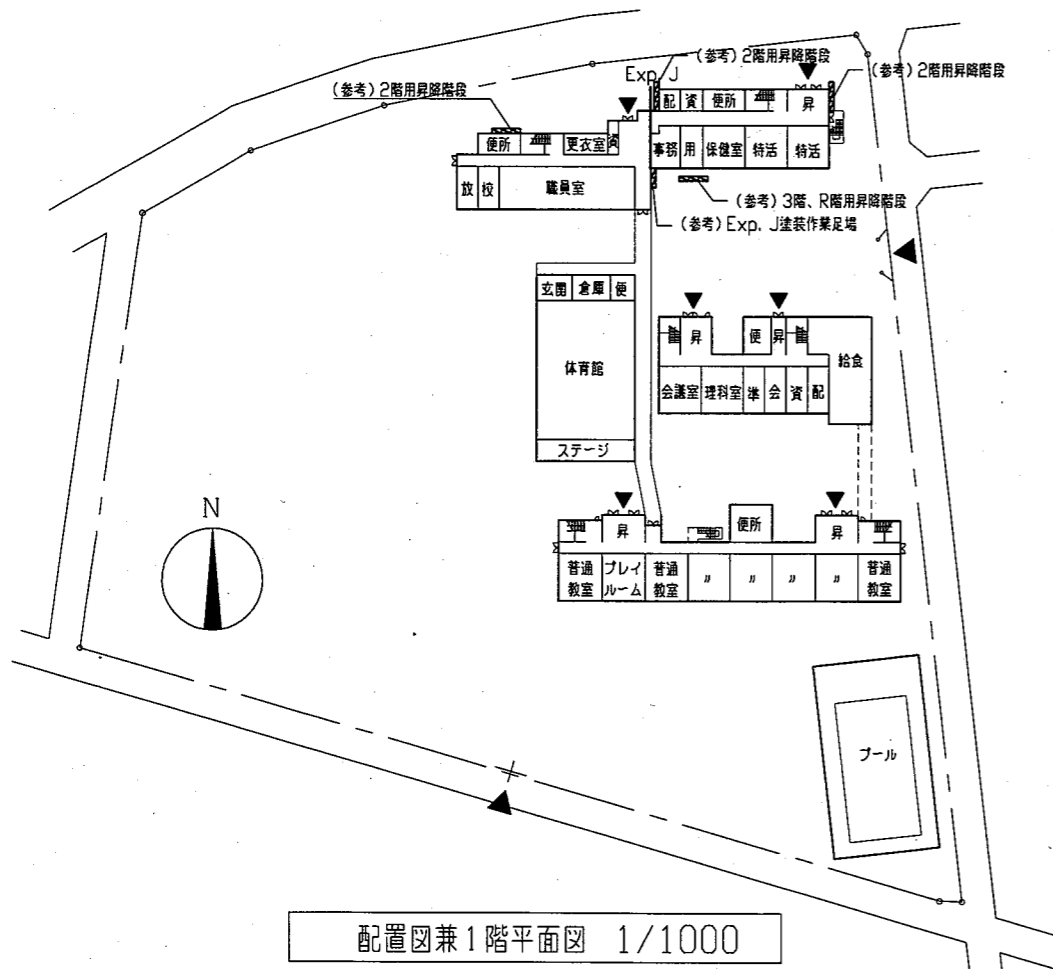 (参考) 2階用昇降階段
Exp. J
(参考) 2階用昇降階段
(参考) 2階用昇降階段
配 資 便所 昇
便所 更衣室 資
事務 用 保健室 特活 特活
放 校 職員室
(参考) 3階、R階用昇降階段
(参考) Exp. J塗装作業足場
玄関 倉庫 便
昇 便 昇
給食
体育館
会議室 理科室 準 会 資 配
ステージ
昇 便所 昇
普通教室 プレイルーム 普通教室 〃 〃 〃 〃 普通教室
N
プール
配置図兼1階平面図 1/1000